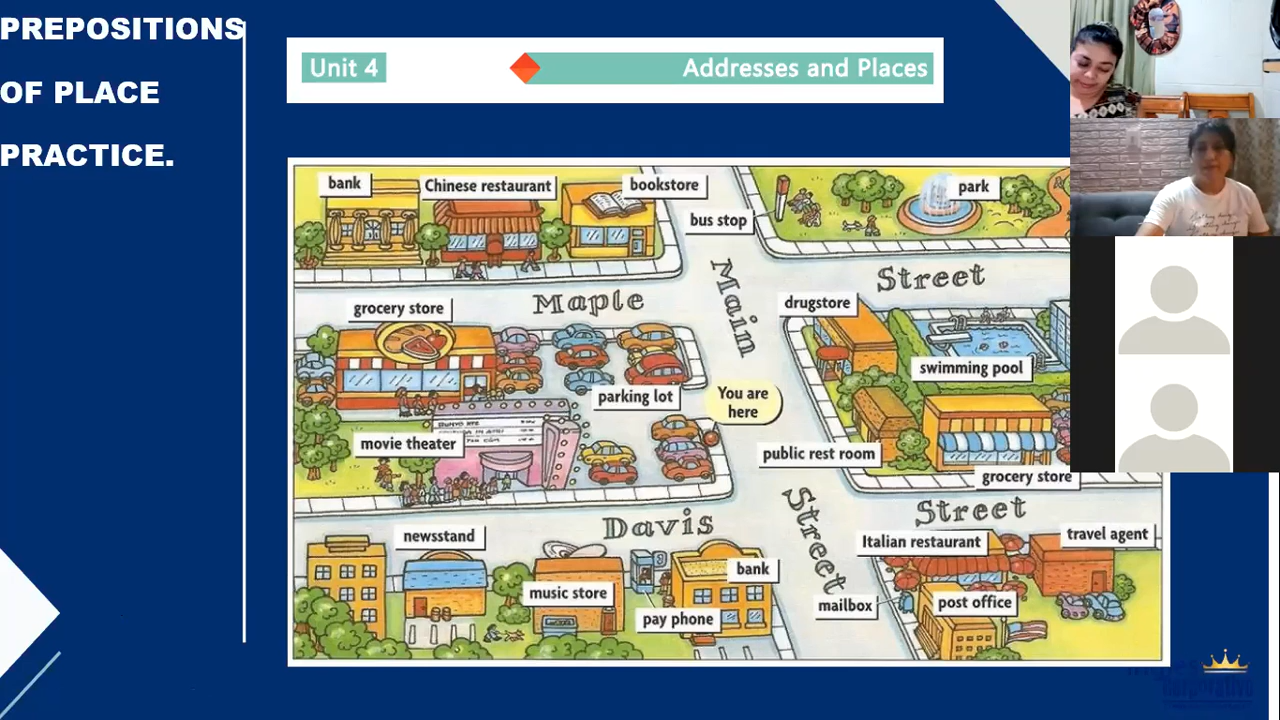 PREPOSITIONS
OF PLACE
PRACTICE.
Unit 4
Addresses and Places
bank
Chinese restaurant
bookstore
bus stop
park
Maple
Main
Street
grocery store
drugstore
swimming pool
parking lot
You are
here
movie theater
public rest room
grocery store
Davis
Street
Street
newsstand
music store
pay phone
bank
Italian restaurant
travel agent
mailbox
post office